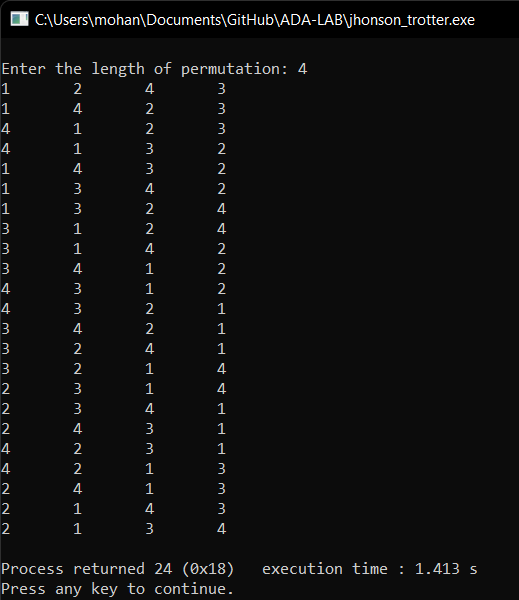 C:\Users\mohan\Documents\GitHub\ADA-LAB\jhonson_trotter.exe
Enter the length of permutation: 4
1 2 4 3
1 4 2 3
4 1 2 3
4 1 3 2
1 4 3 2
1 3 4 2
1 3 2 4
3 1 2 4
3 1 4 2
3 4 1 2
4 3 1 2
4 3 2 1
3 4 2 1
3 2 4 1
3 2 1 4
2 3 1 4
2 3 4 1
2 4 3 1
4 2 3 1
4 2 1 3
2 4 1 3
2 1 4 3
2 1 3 4
Process returned 24 (0x18) execution time : 1.413 s
Press any key to continue.